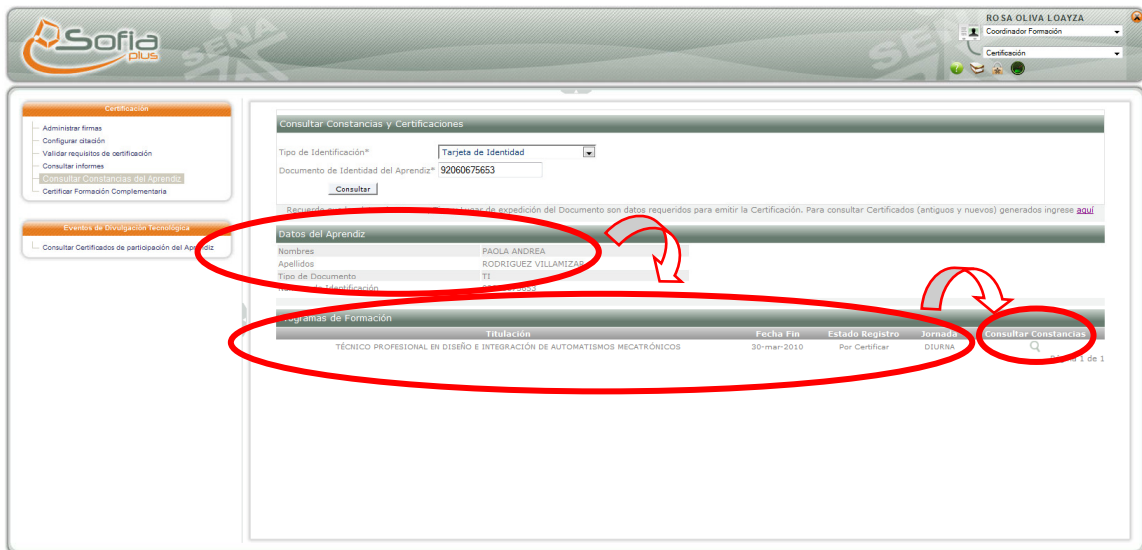 Sofia
plus
SENA
SENA
ROSA OLIVA LOAYZA
Coordinador Formación
Certificación
Certificación
Administrar firmas
Configurar citación
Validar requisitos de certificación
Consultar informes
Consultar Constancias del Aprendiz
Certificar Formación Complementaria
Eventos de Divulgación Tecnológica
Consultar Certificados de participación del Aprendiz
Consultar Constancias y Certificaciones
Tipo de Identificación* Tarjeta de Identidad
Documento de Identidad del Aprendiz* 92060675653
Consultar
Recuerde de expedición del Documento son datos requeridos para emitir la Certificación. Para consultar Certificados (antiguos y nuevos) generados ingrese aquí
Datos del Aprendiz
Nombres PAOLA ANDREA
Apellidos RODRIGUEZ VILLAMIZAR
Tipo de Documento TI
de Identificación
Programas de Formación
Titulación Fecha Fin Estado Registro Jornada Consultar Constancias
TÉCNICO PROFESIONAL EN DISEÑO E INTEGRACIÓN DE AUTOMATISMOS MECATRÓNICOS 30-mar-2010 Por Certificar DIURNA
1 de 1